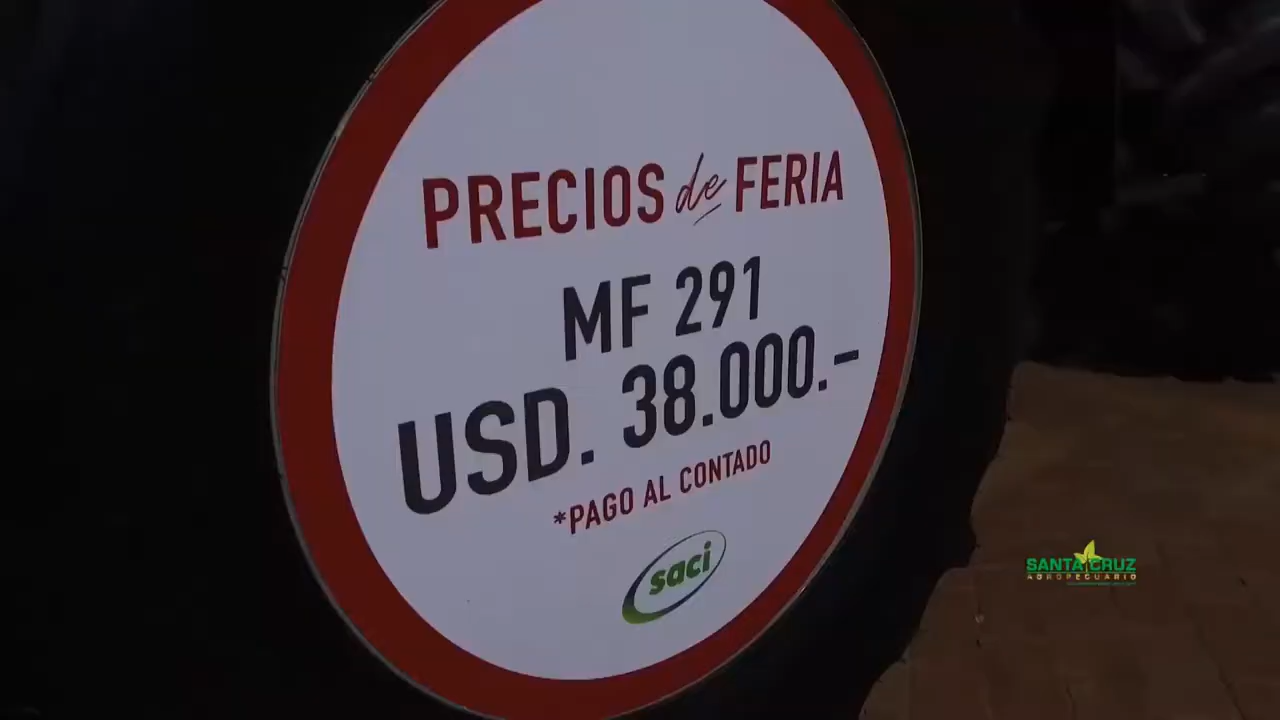 PRECIOS de FERIA
MF 291
USD. 38.000.-
*PAGO AL CONTADO
saci
SANTA CRUZ
AGROPECUARIO